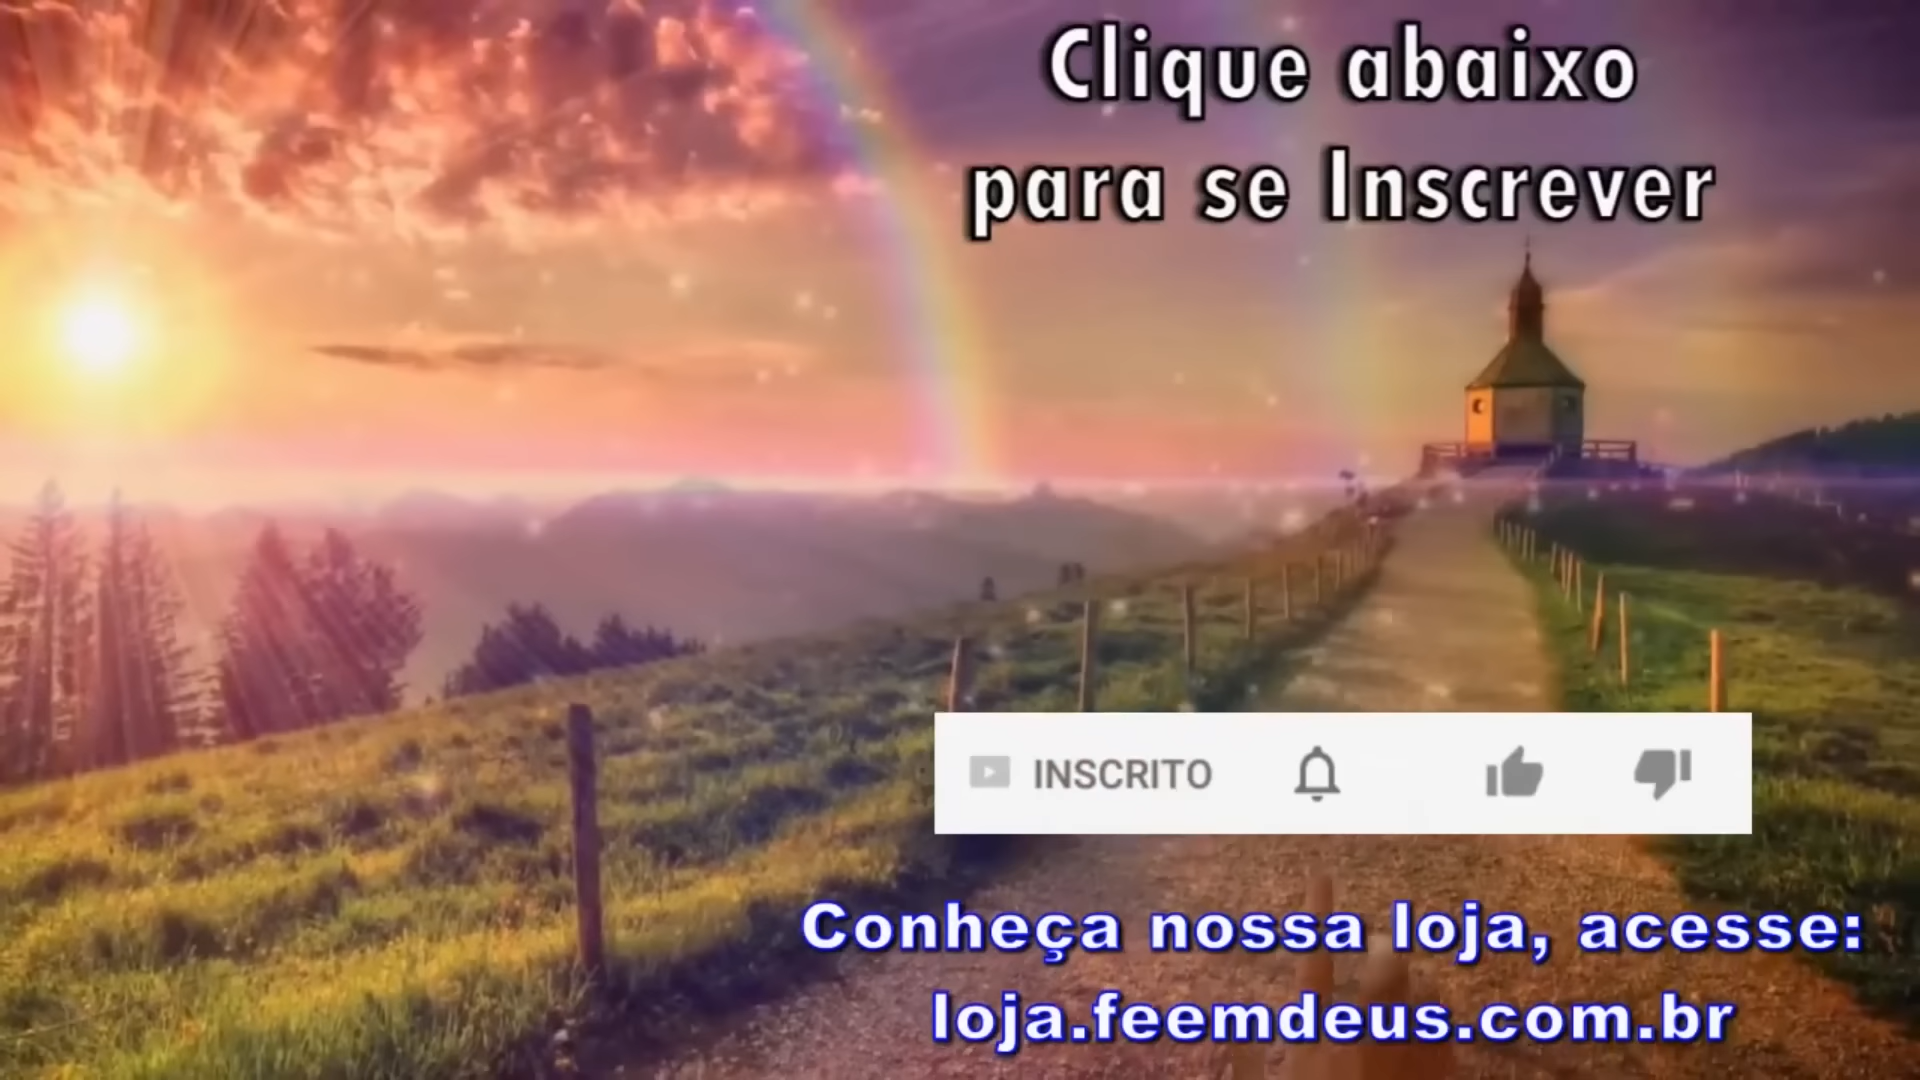 Clique abaixo
para se Inscrever
INSCRITO
Conheça nossa loja, acesse:
loja.feemdeus.com.br